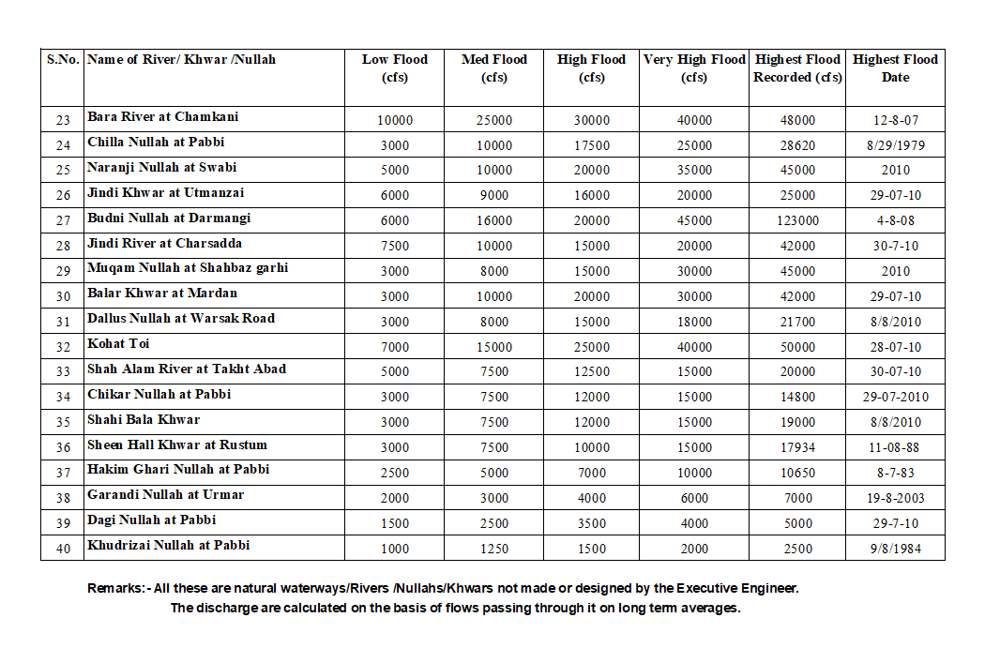 S.No. Name of River/ Khwar /Nullah Low Flood (cfs) Med Flood (cfs) High Flood (cfs) Very High Flood (cfs) Highest Flood Recorded (cfs) Highest Flood Date
23 Bara River at Chamkani 10000 25000 30000 40000 48000 12-8-07
24 Chilla Nullah at Pabbi 3000 10000 17500 25000 28620 8/29/1979
25 Naranji Nullah at Swabi 5000 10000 20000 35000 45000 2010
26 Jindi Khwar at Utmanzai 6000 9000 16000 20000 25000 29-07-10
27 Budni Nullah at Darmangi 6000 16000 20000 45000 123000 4-8-08
28 Jindi River at Charsadda 7500 10000 15000 20000 42000 30-7-10
29 Muqam Nullah at Shahbaz garhi 3000 8000 15000 30000 45000 2010
30 Balar Khwar at Mardan 3000 10000 20000 30000 42000 29-07-10
31 Dallus Nullah at Warsak Road 3000 8000 15000 18000 21700 8/8/2010
32 Kohat Toi 7000 15000 25000 40000 50000 28-07-10
33 Shah Alam River at Takht Abad 5000 7500 12500 15000 20000 30-07-10
34 Chikar Nullah at Pabbi 3000 7500 12000 15000 14800 29-07-2010
35 Shahi Bala Khwar 3000 7500 12000 15000 19000 8/8/2010
36 Sheen Hall Khwar at Rustum 3000 7500 10000 15000 17934 11-08-88
37 Hakim Ghari Nullah at Pabbi 2500 5000 7000 10000 10650 8-7-83
38 Garandi Nullah at Urmar 2000 3000 4000 6000 7000 19-8-2003
39 Dagi Nullah at Pabbi 1500 2500 3500 4000 5000 29-7-10
40 Khudrizai Nullah at Pabbi 1000 1250 1500 2000 2500 9/8/1984
Remarks:- All these are natural waterways/Rivers /Nullahs/Khwars not made or designed by the Executive Engineer.
The discharge are calculated on the basis of flows passing through it on long term averages.